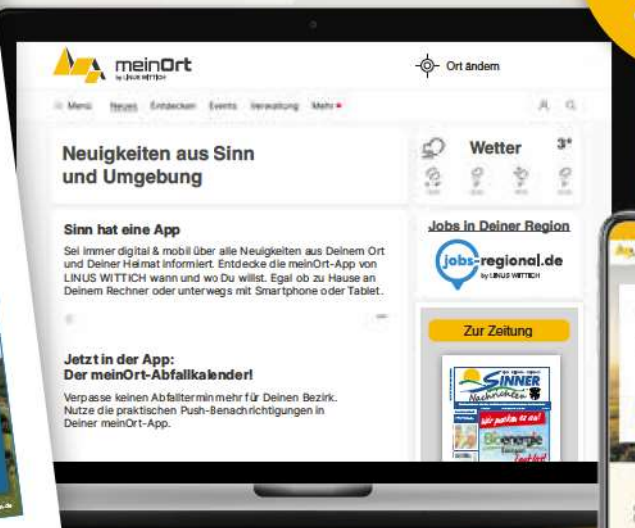 meinOrt
by LINUS WITTICH
Ort ändern
Menü Neues Entdecken Events Verwaltung Mehr
Neuigkeiten aus Sinn
und Umgebung
Wetter 3°
Sinn hat eine App
Sei immer digital & mobil über alle Neuigkeiten aus Deinem Ort
und Deiner Heimat informiert. Entdecke die meinOrt-App von
LINUS WITTICH wann und wo Du willst. Egal ob zu Hause an
Deinem Rechner oder unterwegs mit Smartphone oder Tablet.
Jetzt in der App:
Der meinOrt-Abfallkalender!
Verpasse keinen Abfalltermin mehr für Deinen Bezirk.
Nutze die praktischen Push-Benachrichtigungen in
Deiner meinOrt-App.
Jobs in Deiner Region
jobs-regional.de
by LINUS WITTICH
Zur Zeitung
SINNER
Nachrichten
Wir packen es an!
Bioenergie